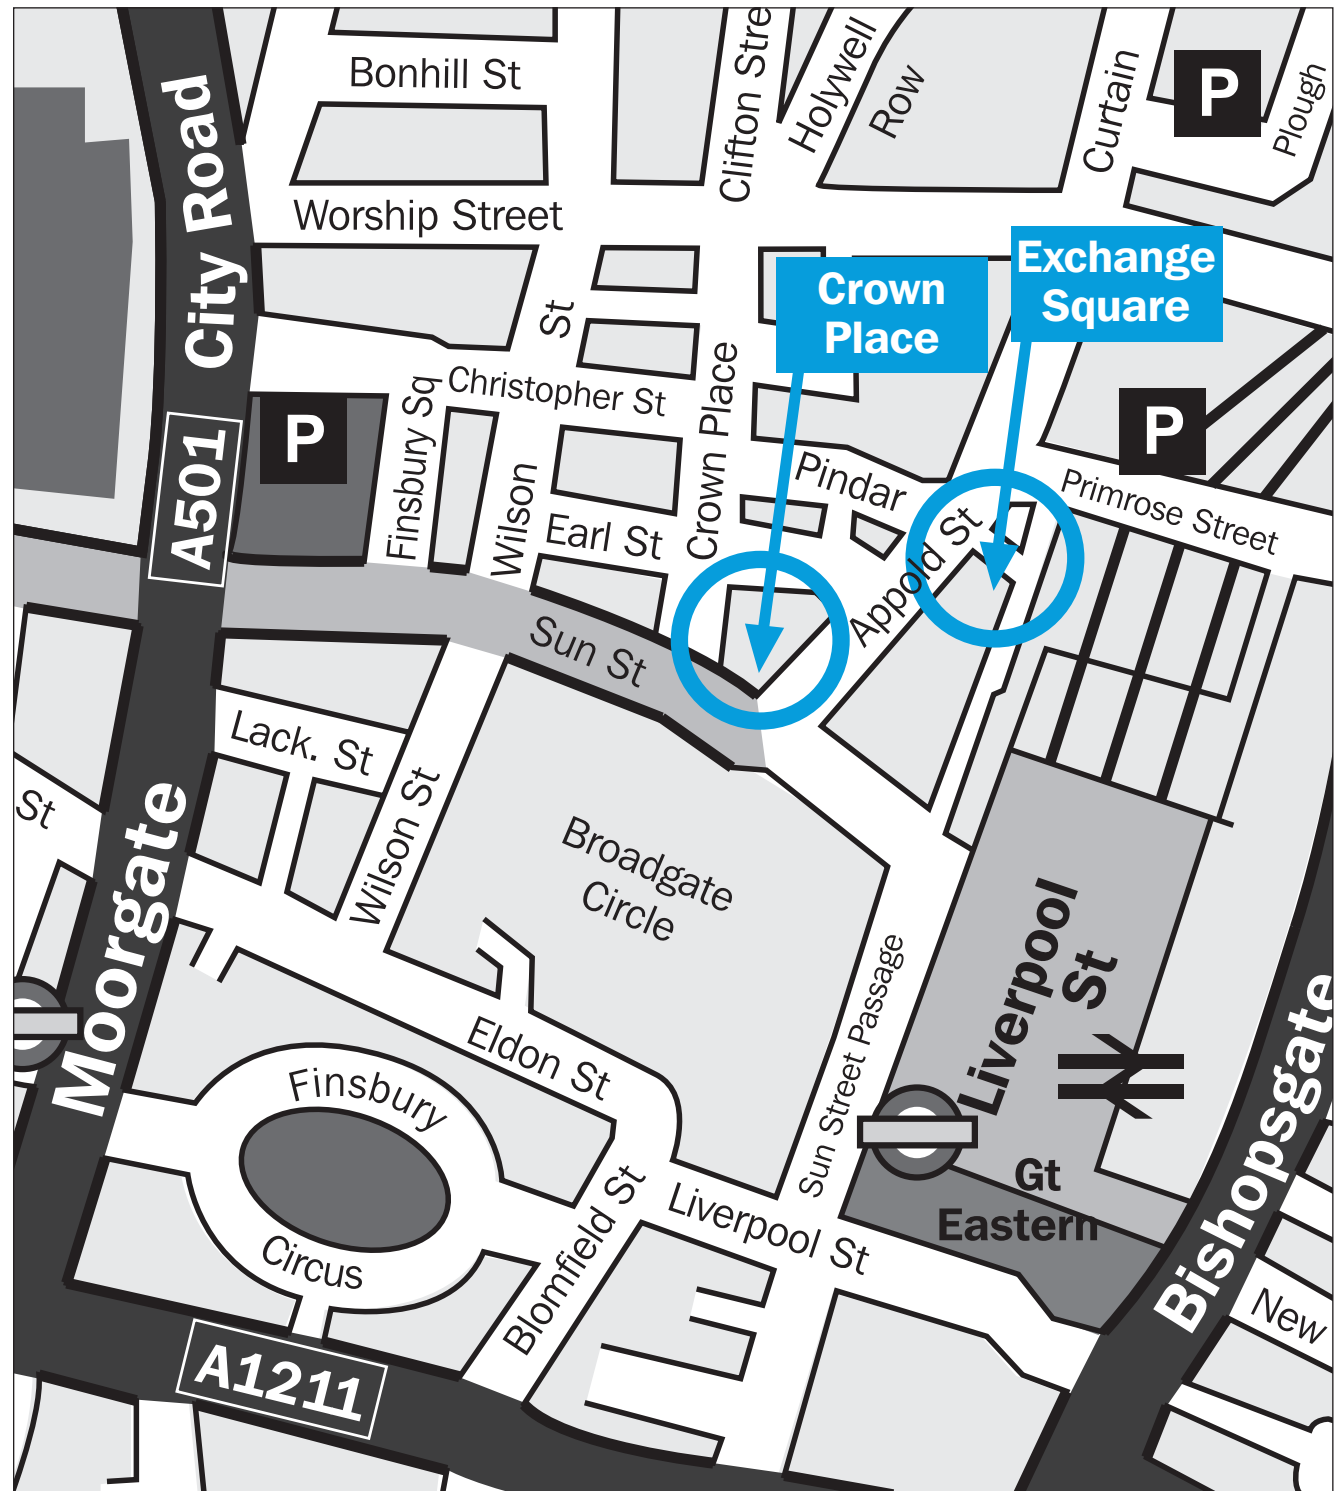 Bonhill St
Clifton Stre
Holywell
Row
Curtain
P
Plough
City Road
Worship Street
Exchange
Square
Crown
Place
St
Christopher St
Crown Place
Finsbury Sq
P
P
A501
Pindar
Primrose Street
Wilson
Earl St
Appold St
Sun St
Lack. St
St
Wilson St
Moorgate
Broadgate
Circle
Liverpool
St
Sun Street Passage
Eldon St
Bishopsgate
Finsbury
Circus
Gt
Eastern
Liverpool St
Blomfield St
New
A1211